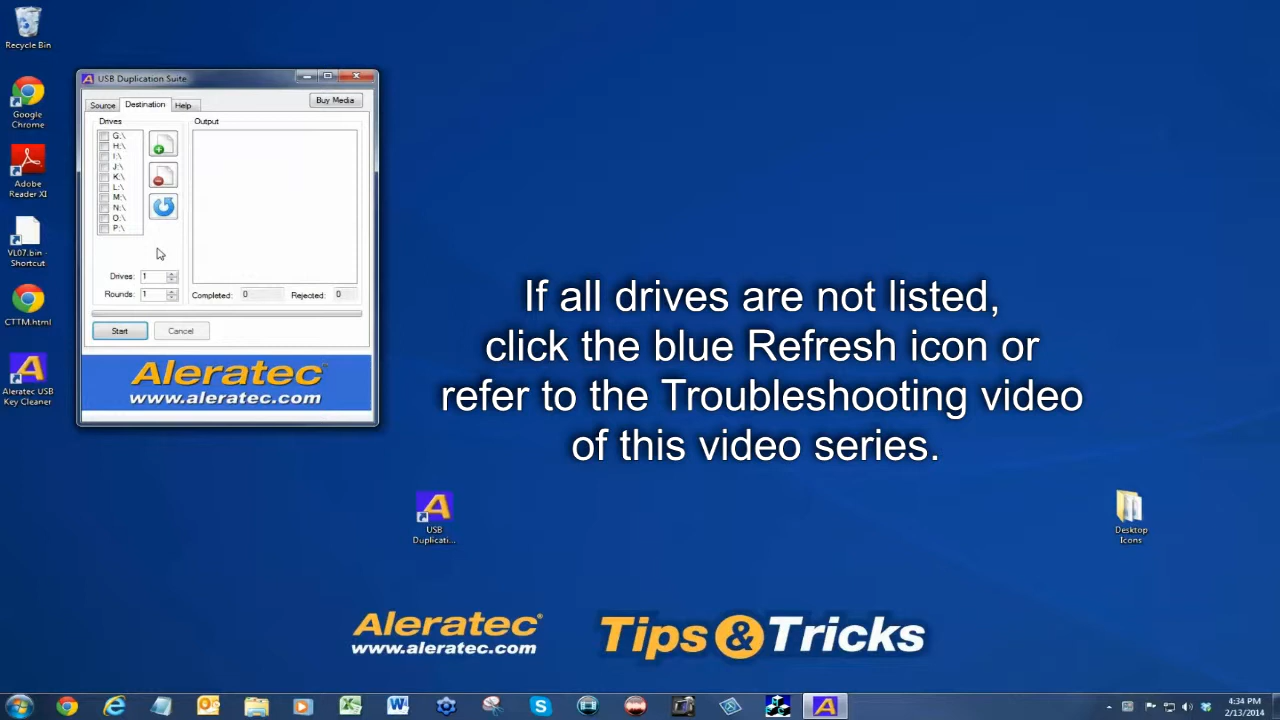 Recycle Bin
Google
Chrome
Adobe
Reader XI
VL07.bin -
Shortcut
CTTM.html
Aleratec USB
Key Cleaner
USB Duplication Suite
Source Destination Help Buy Media
Drives Output
G:\
H:\
I:\
J:\
K:\
L:\
M:\
N:\
O:\
P:\
Drives: 1
Rounds: 1 Completed: 0 Rejected: 0
Start Cancel
Aleratec®
www.aleratec.com
If all drives are not listed,
click the blue Refresh icon or
refer to the Troubleshooting video
of this video series.
USB
Duplicati...
Desktop
Icons
Aleratec®
www.aleratec.com
Tips&Tricks
4:34 PM
2/13/2014